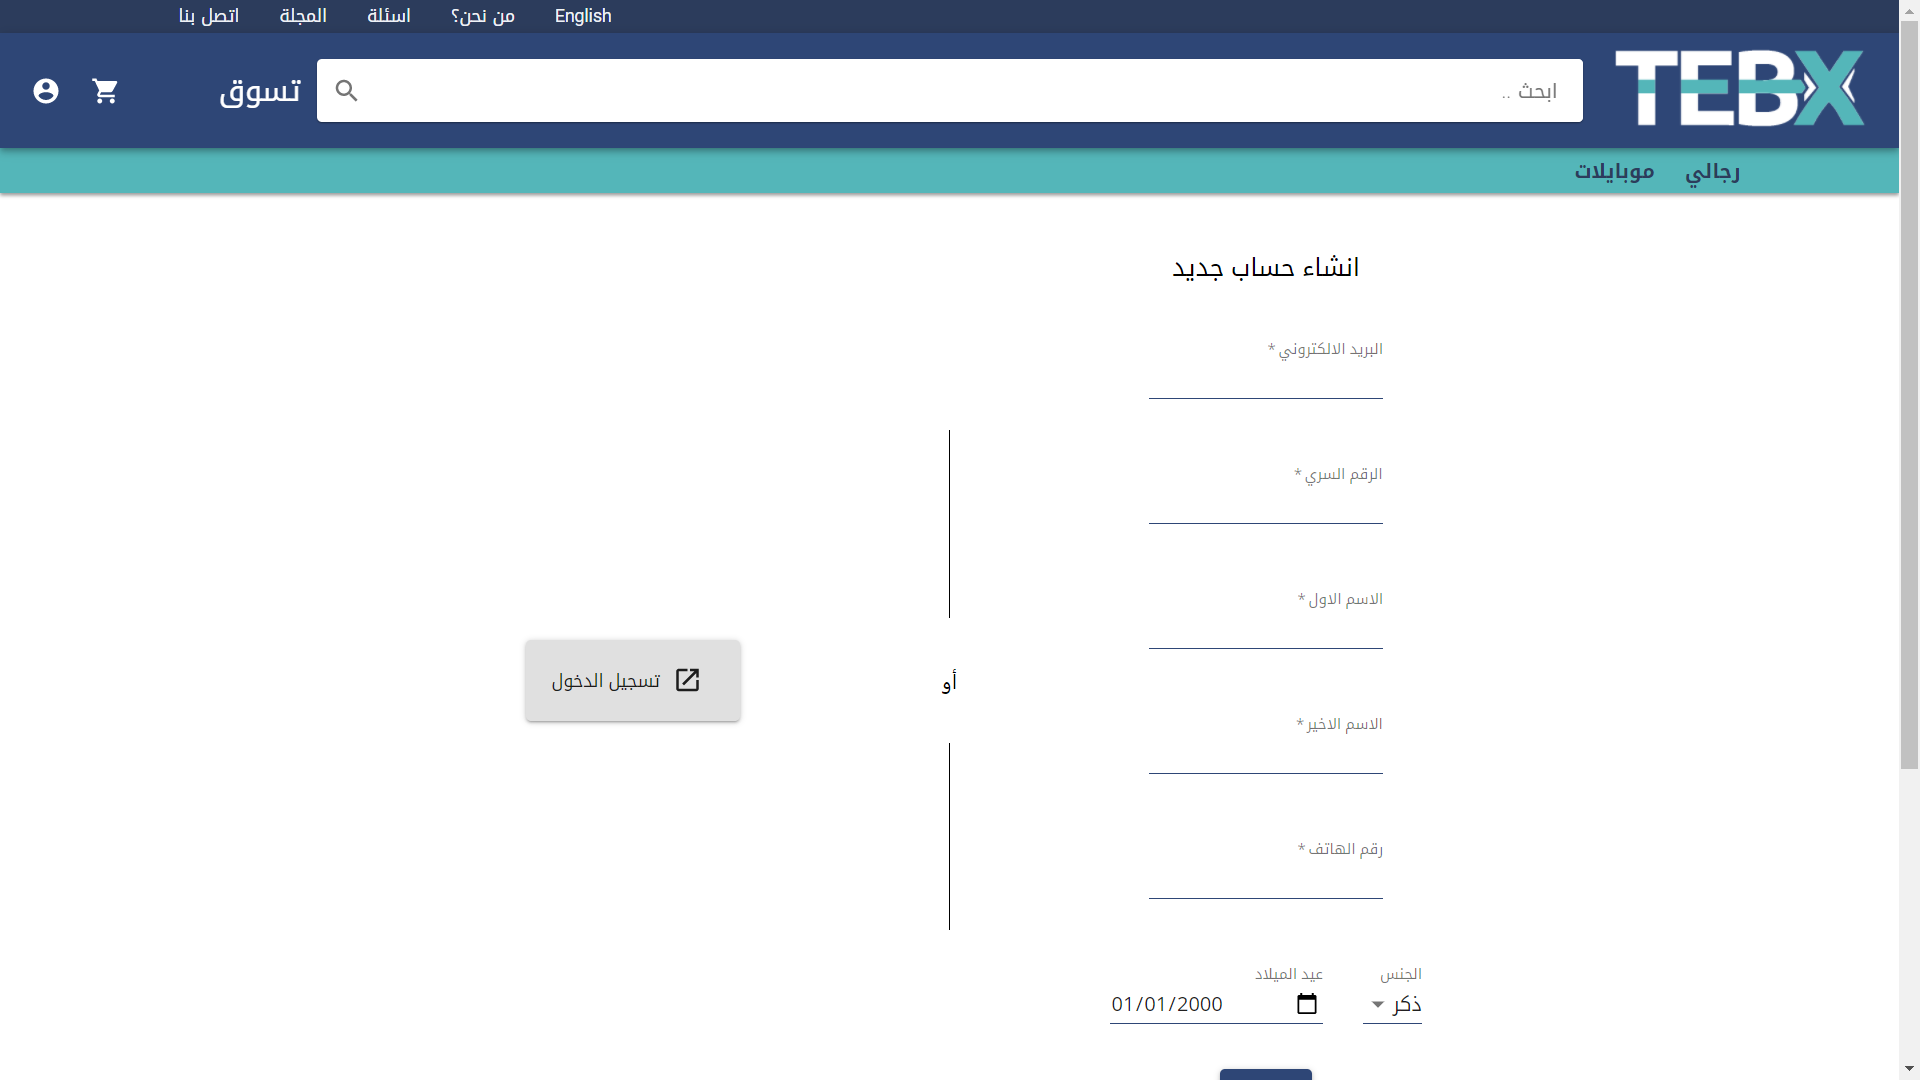 English من نحن؟ اسئلة المجلة اتصل بنا
TEBX
ابحث ..
تسوق
رجالي موبايلات
انشاء حساب جديد
البريد الالكتروني *
الرقم السري *
الاسم الاول *
الاسم الاخير *
رقم الهاتف *
الجنس
ذكر
عيد الميلاد
01/01/2000
أو
تسجيل الدخول